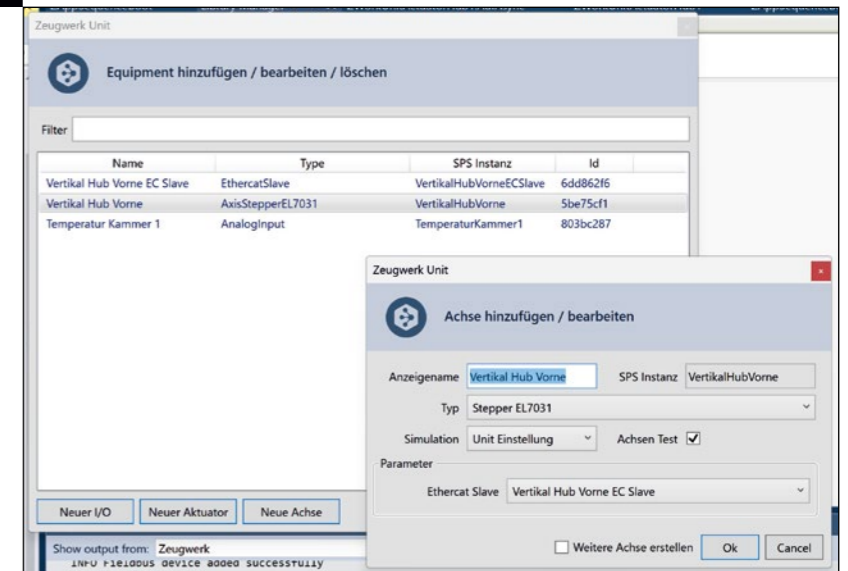 Zeugwerk Unit
Equipment hinzufügen / bearbeiten / löschen
Filter
Name Type SPS Instanz Id
Vertikal Hub Vorne EC Slave EthercatSlave VertikalHubVorneECSlave 6dd862f6
Vertikal Hub Vorne AxisStepperEL7031 VertikalHubVorne 5be75cf1
Temperatur Kammer 1 AnalogInput TemperaturKammer1 803bc287
Neuer I/O Neuer Aktuator Neue Achse
Zeugwerk Unit
Achse hinzufügen / bearbeiten
Anzeigename Vertikal Hub Vorne SPS Instanz VertikalHubVorne
Typ Stepper EL7031
Simulation Unit Einstellung Achsen Test
Parameter
Ethercat Slave Vertikal Hub Vorne EC Slave
Weitere Achse erstellen Ok Cancel
Show output from: Zeugwerk
INFO Fieldbus device added successfully